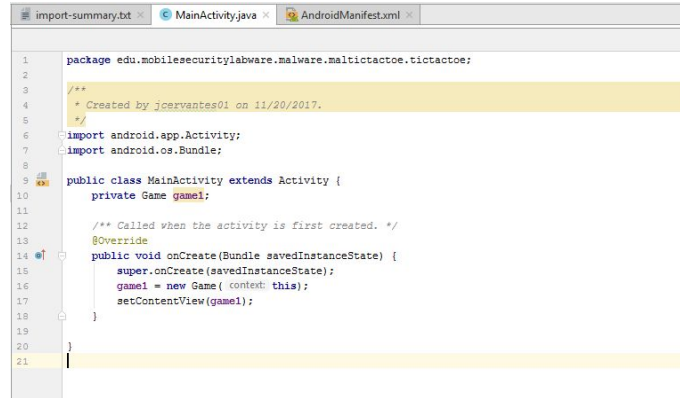 import-summary.txt × MainActivity.java × AndroidManifest.xml ×
1 package edu.mobilesecuritylabware.malware.maltictactoe.tictactoe;
2
3 /**
4 * Created by jcervantes01 on 11/20/2017.
5 */
6 import android.app.Activity;
7 import android.os.Bundle;
8
9 public class MainActivity extends Activity {
10 private Game game1;
11
12 /** Called when the activity is first created. */
13 @Override
14 public void onCreate(Bundle savedInstanceState) {
15 super.onCreate(savedInstanceState);
16 game1 = new Game( context: this);
17 setContentView(game1);
18 }
19
20 }
21